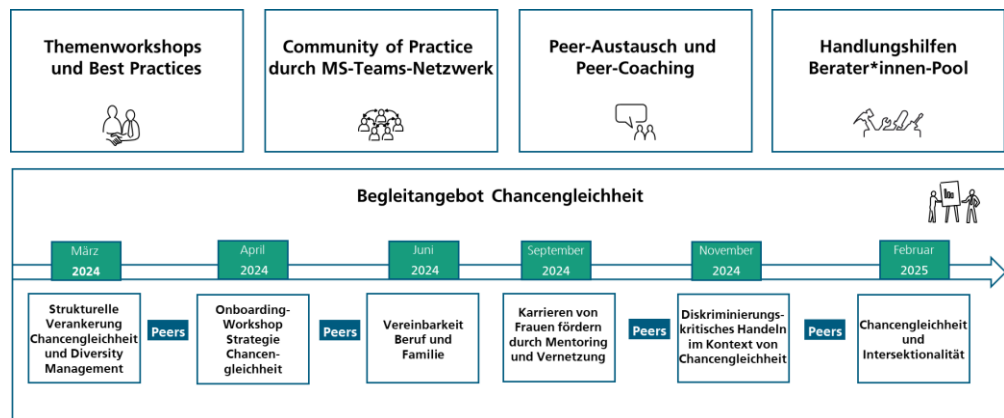 Themenworkshops
und Best Practices
Community of Practice
durch MS-Teams-Netzwerk
Peer-Austausch und
Peer-Coaching
Handlungshilfen
Berater*innen-Pool
Begleitangebot Chancengleichheit
März
2024
April
2024
Juni
2024
September
2024
November
2024
Februar
2025
Strukturelle
Verankerung
Chancengleichheit
und Diversity
Management
Peers
Onboarding-
Workshop
Strategie
Chancen-
gleichheit
Peers
Vereinbarkeit
Beruf und
Familie
Karrieren von
Frauen fördern
durch Mentoring
und Vernetzung
Peers
Diskriminierungs-
kritisches Handeln
im Kontext von
Chancengleichheit
Peers
Chancengleichheit
und
Intersektionalität